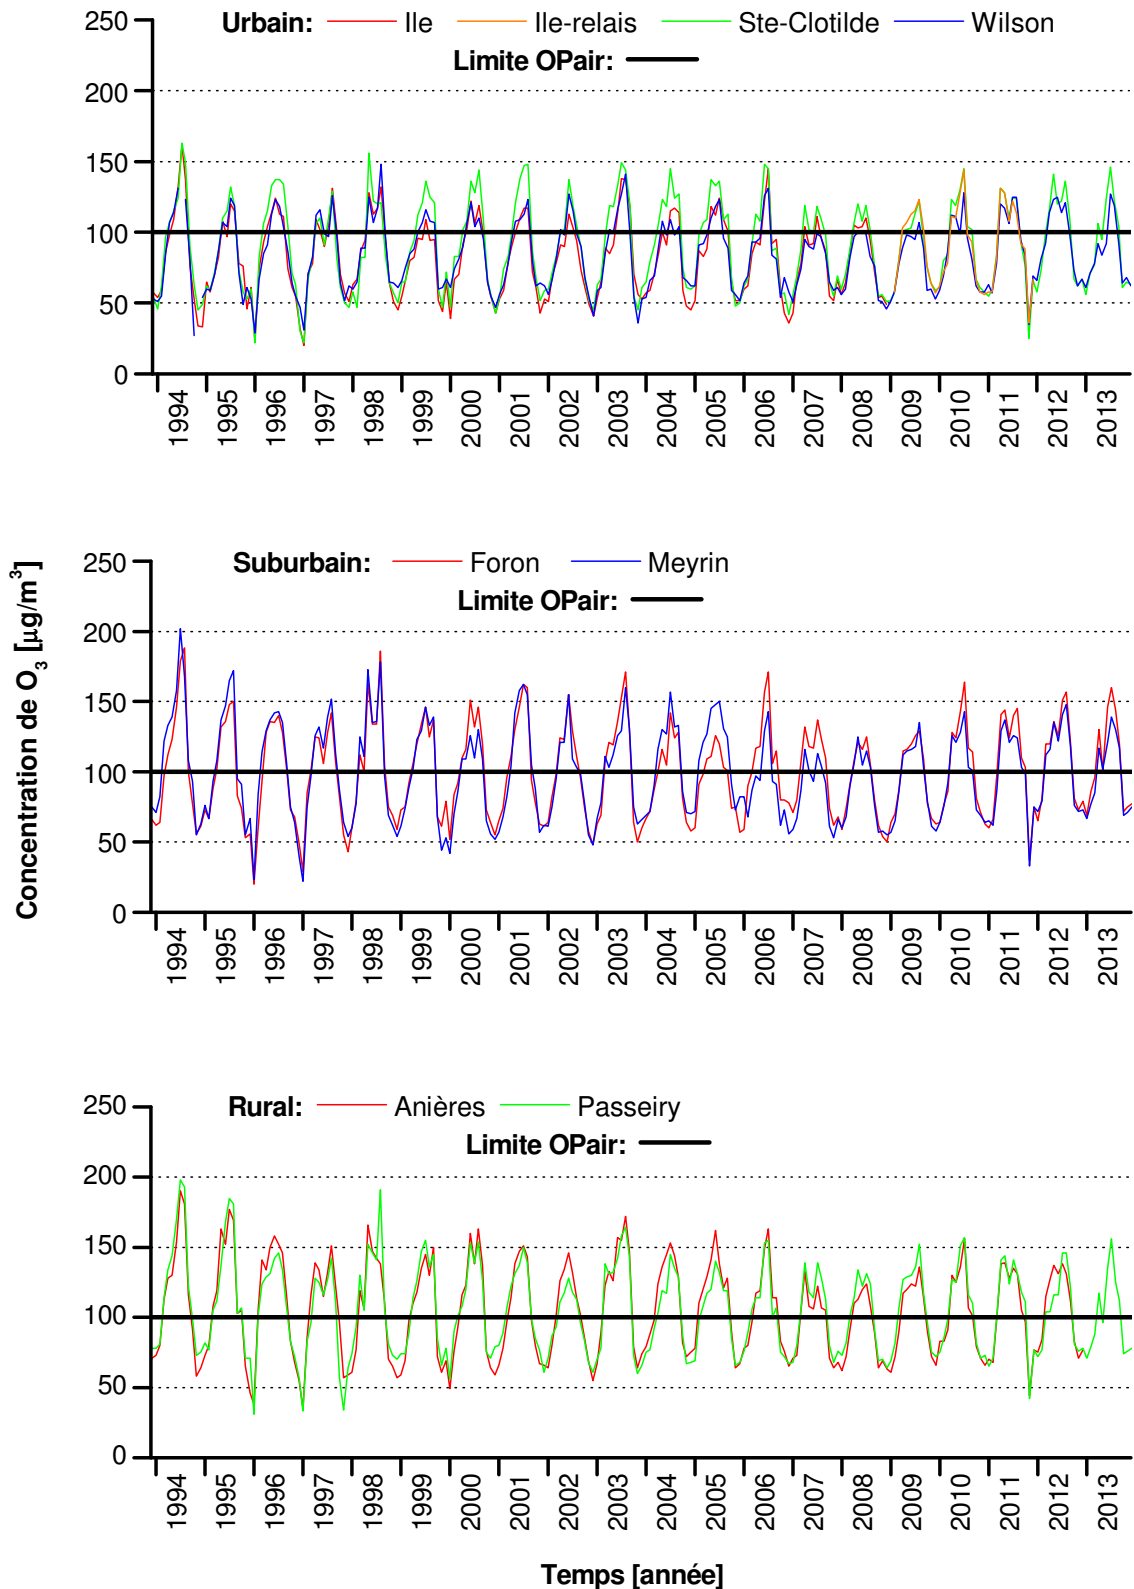 Urbain: Ile Ile-relais Ste-Clotilde Wilson
Limite OPair:
250
200
150
100
50
0
1994 1995 1996 1997 1998 1999 2000 2001 2002 2003 2004 2005 2006 2007 2008 2009 2010 2011 2012 2013
Concentration de O3 [µg/m³]
Suburbain: Foron Meyrin
Limite OPair:
250
200
150
100
50
0
1994 1995 1996 1997 1998 1999 2000 2001 2002 2003 2004 2005 2006 2007 2008 2009 2010 2011 2012 2013
Rural: Anières Passeiry
Limite OPair:
250
200
150
100
50
0
1994 1995 1996 1997 1998 1999 2000 2001 2002 2003 2004 2005 2006 2007 2008 2009 2010 2011 2012 2013
Temps [année]